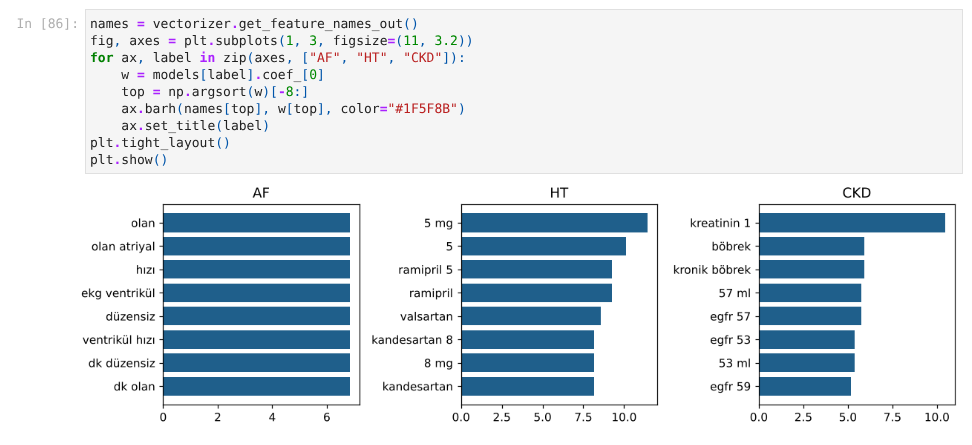 In [86]:
names = vectorizer.get_feature_names_out()
fig, axes = plt.subplots(1, 3, figsize=(11, 3.2))
for ax, label in zip(axes, ["AF", "HT", "CKD"]):
    w = models[label].coef_[0]
    top = np.argsort(w)[-8:]
    ax.barh(names[top], w[top], color="#1F5F8B")
    ax.set_title(label)
plt.tight_layout()
plt.show()
AF
olan
olan atriyal
hızı
ekg ventrikül
düzensiz
ventrikül hızı
dk düzensiz
dk olan
0 2 4 6
HT
5 mg
5
ramipril 5
ramipril
valsartan
kandesartan 8
8 mg
kandesartan
0.0 2.5 5.0 7.5 10.0
CKD
kreatinin 1
böbrek
kronik böbrek
57 ml
egfr 57
egfr 53
53 ml
egfr 59
0.0 2.5 5.0 7.5 10.0